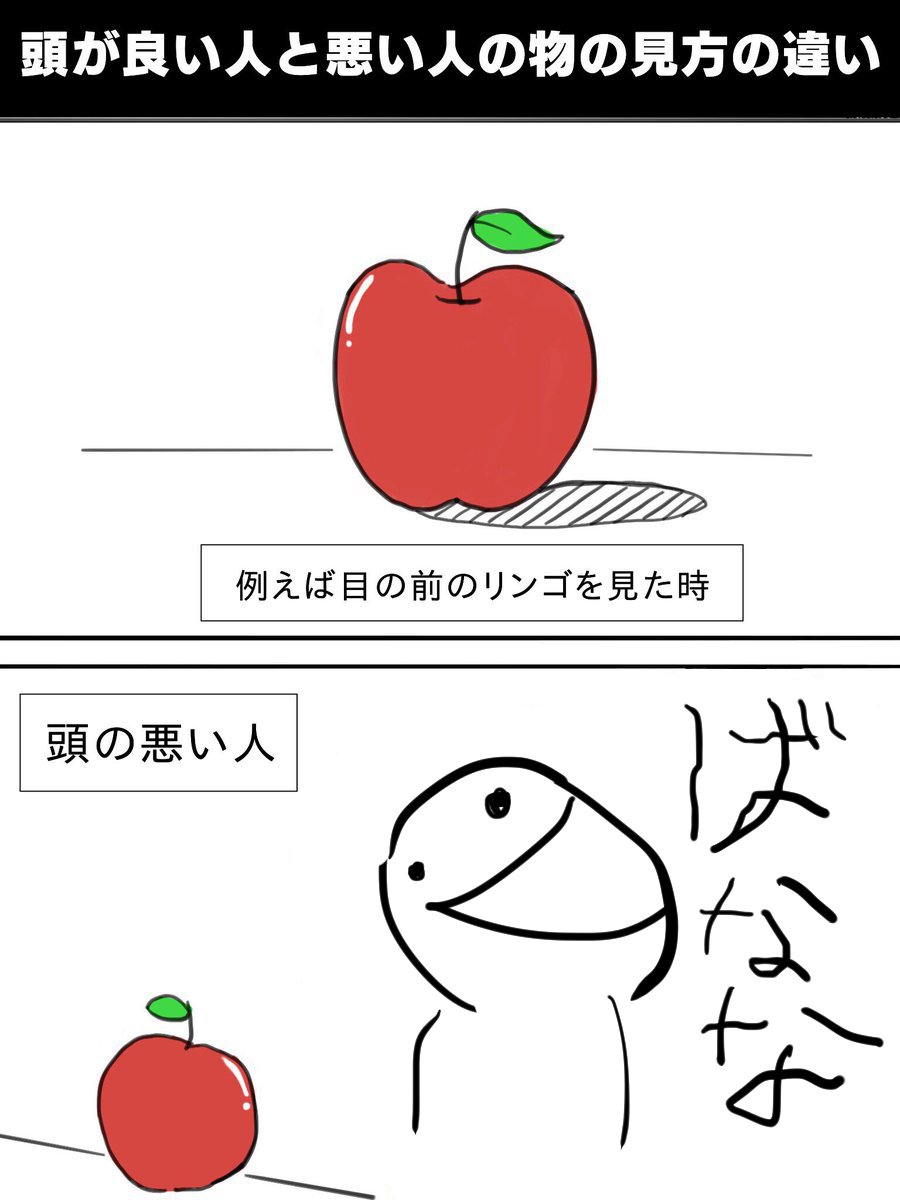 頭が良い人と悪い人の物の見方の違い
例えば目の前のリンゴを見た時
頭の悪い人
ばなな